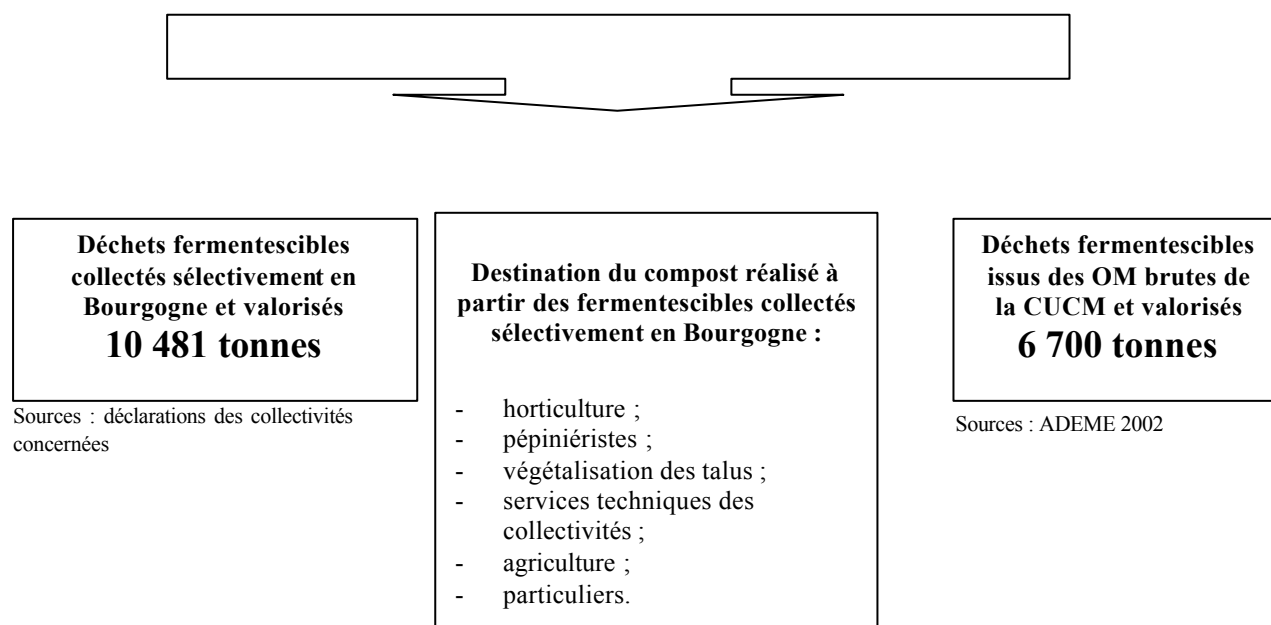 Déchets fermentescibles
collectés sélectivement en
Bourgogne et valorisés
10 481 tonnes
Sources : déclarations des collectivités
concernées
Destination du compost réalisé à
partir des fermentescibles collectés
sélectivement en Bourgogne :
- horticulture ;
- pépiniéristes ;
- végétalisation des talus ;
- services techniques des
collectivités ;
- agriculture ;
- particuliers.
Déchets fermentescibles
issus des OM brutes de
la CUCM et valorisés
6 700 tonnes
Sources : ADEME 2002